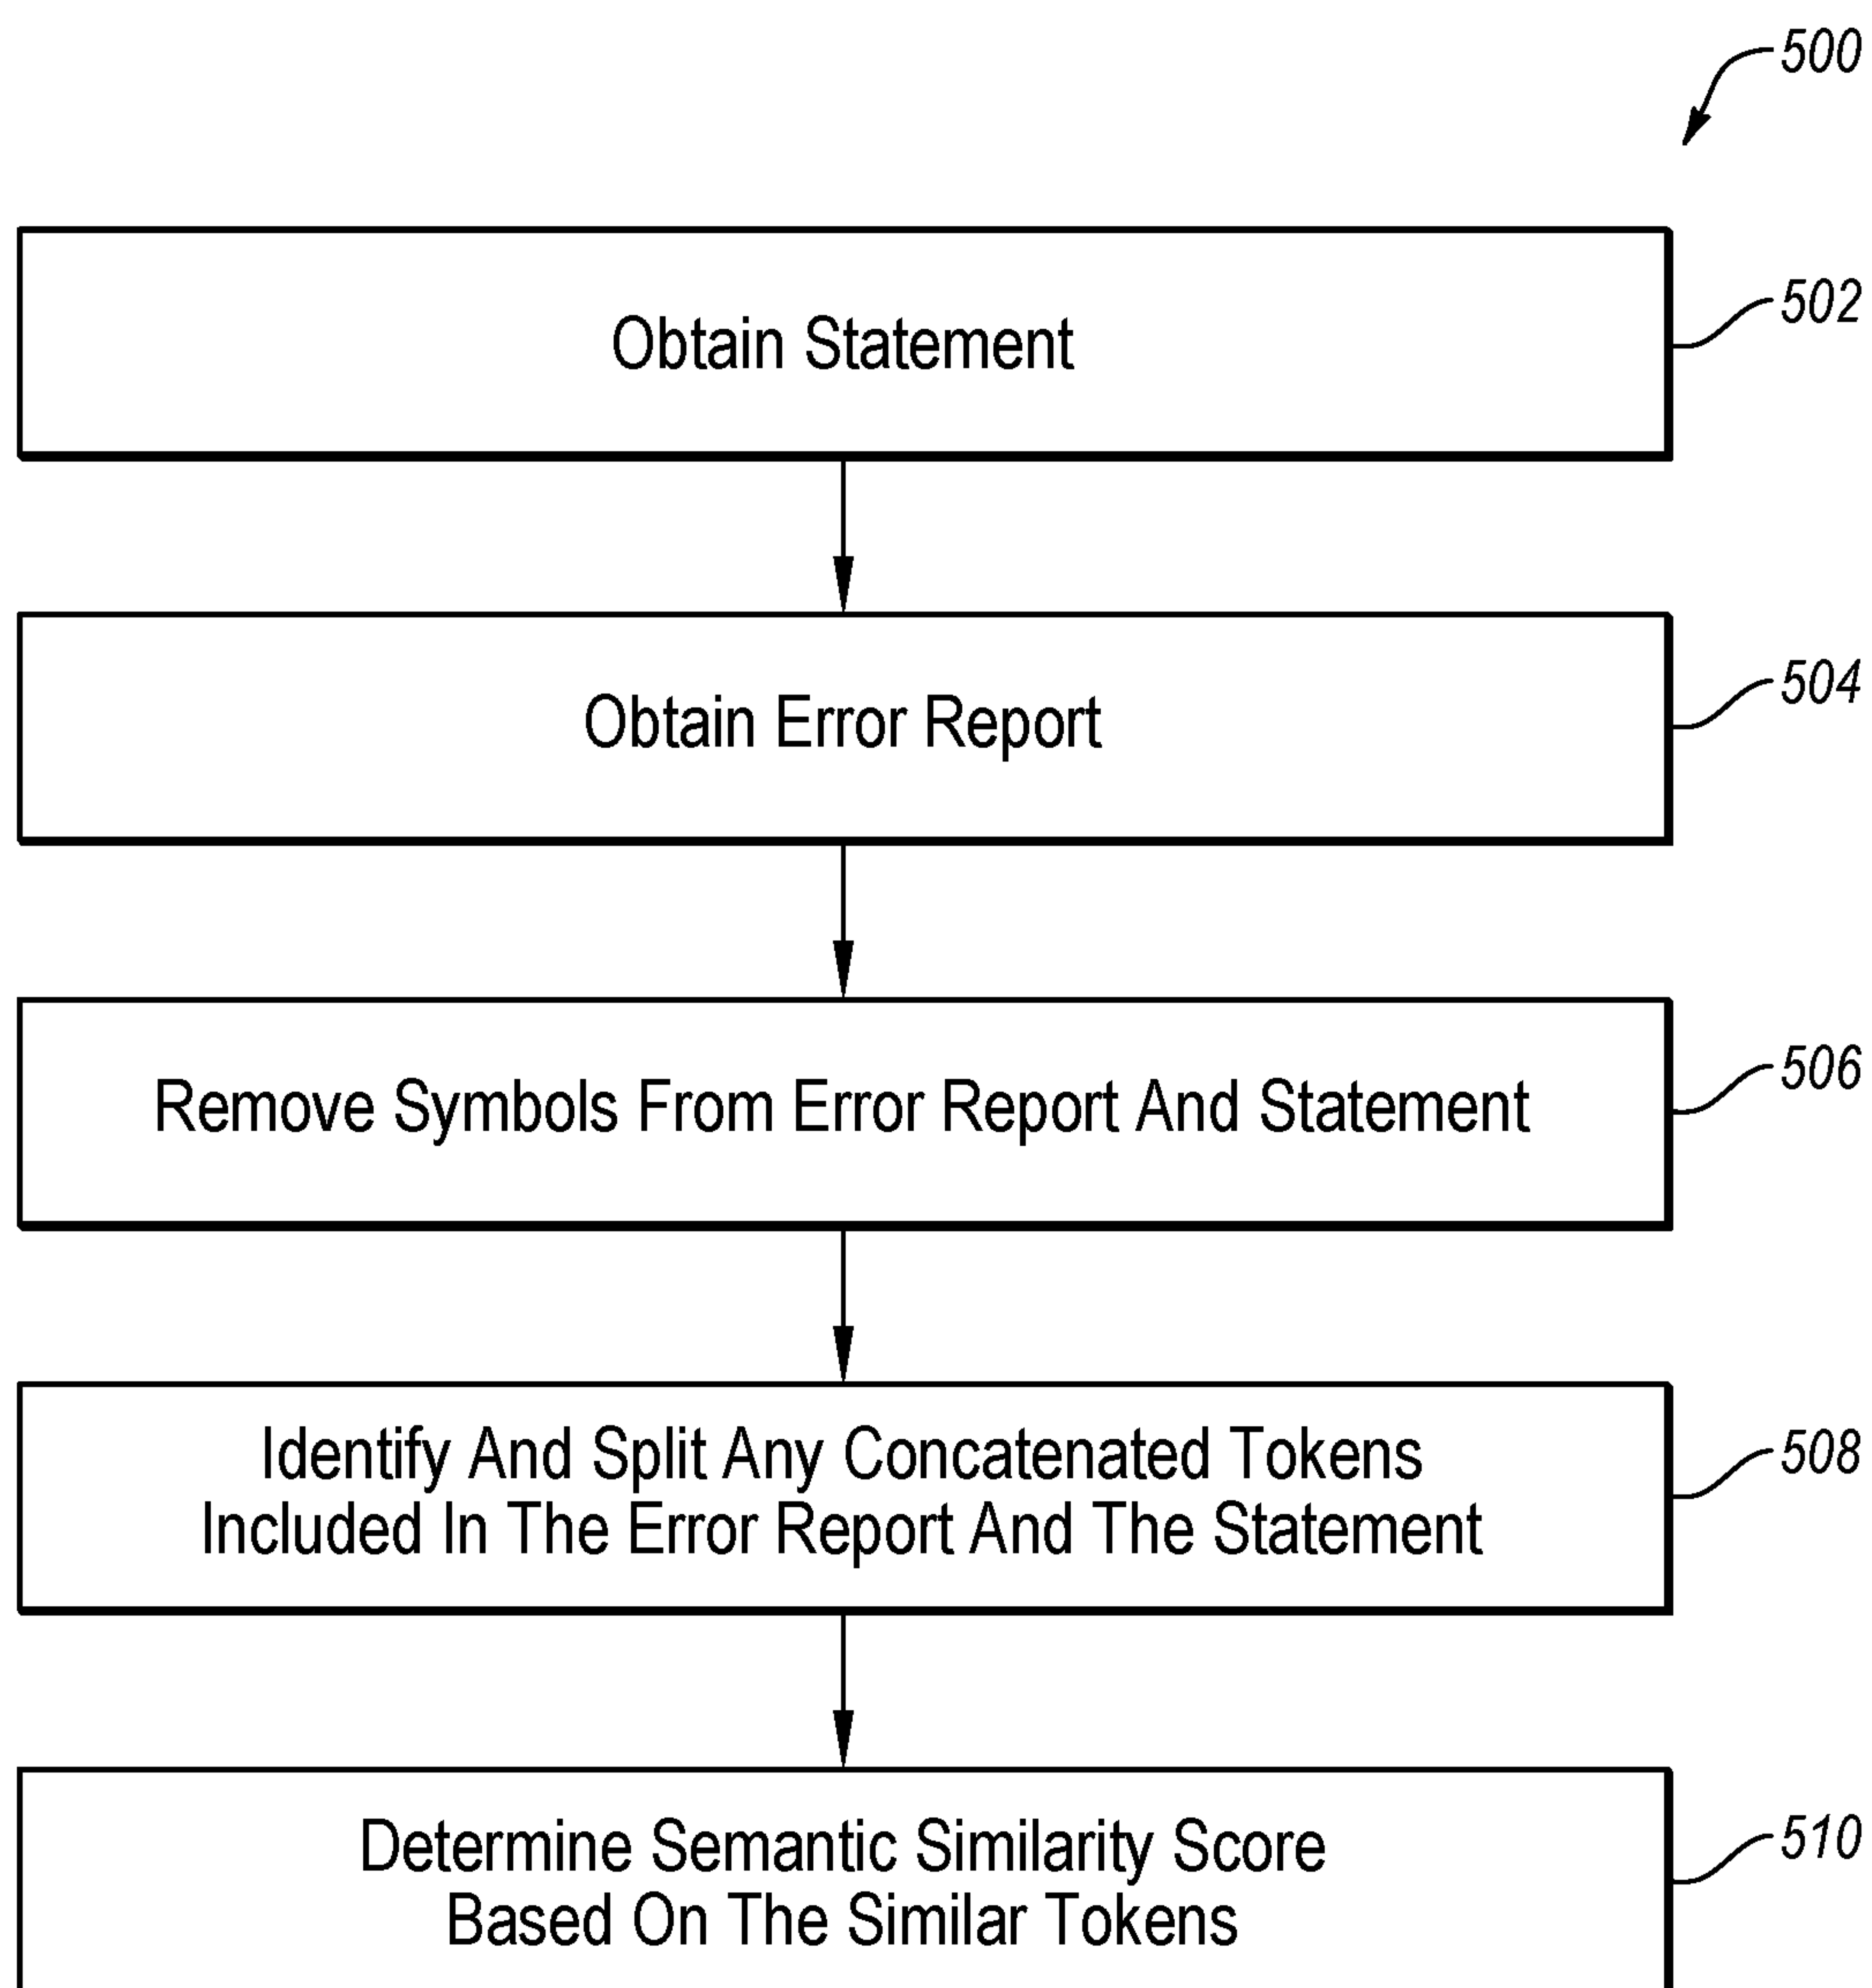 500
Obtain Statement
502
Obtain Error Report
504
Remove Symbols From Error Report And Statement
506
Identify And Split Any Concatenated Tokens
Included In The Error Report And The Statement
508
Determine Semantic Similarity Score
Based On The Similar Tokens
510